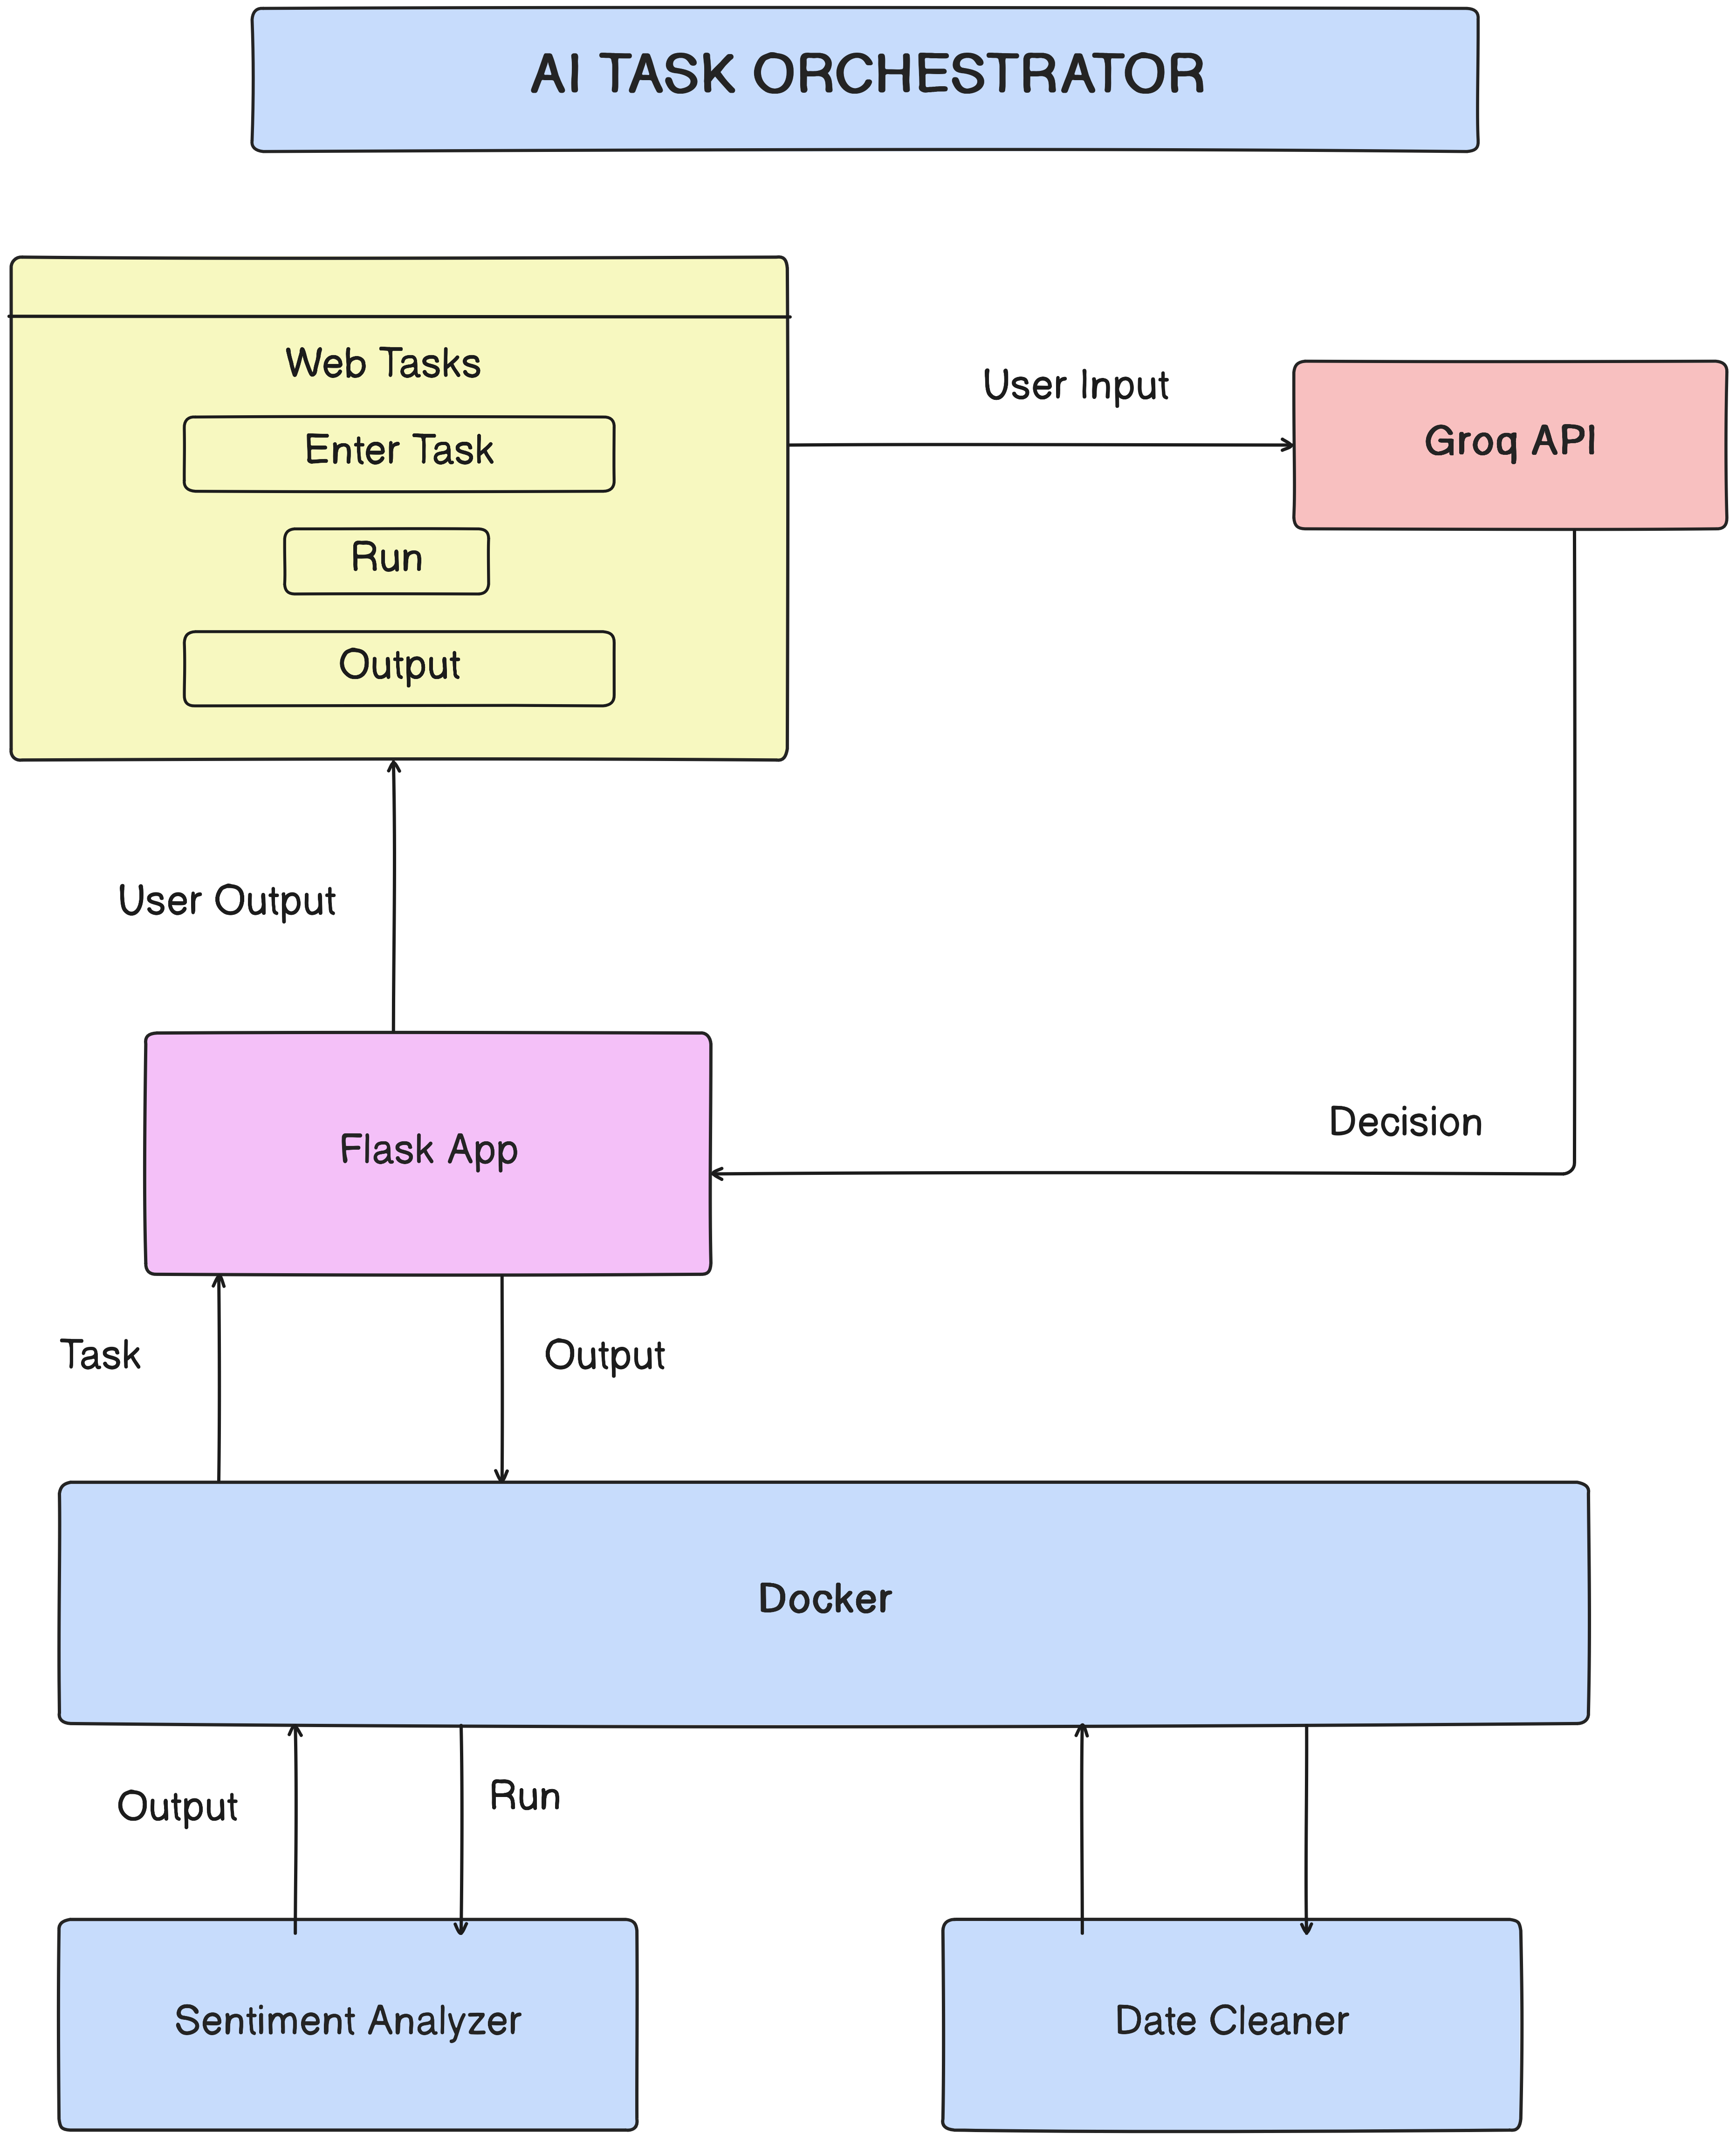 AI TASK ORCHESTRATOR
Web Tasks
Enter Task
Run
Output
User Input
Groq API
User Output
Flask App
Decision
Task
Output
Docker
Output
Run
Sentiment Analyzer
Date Cleaner